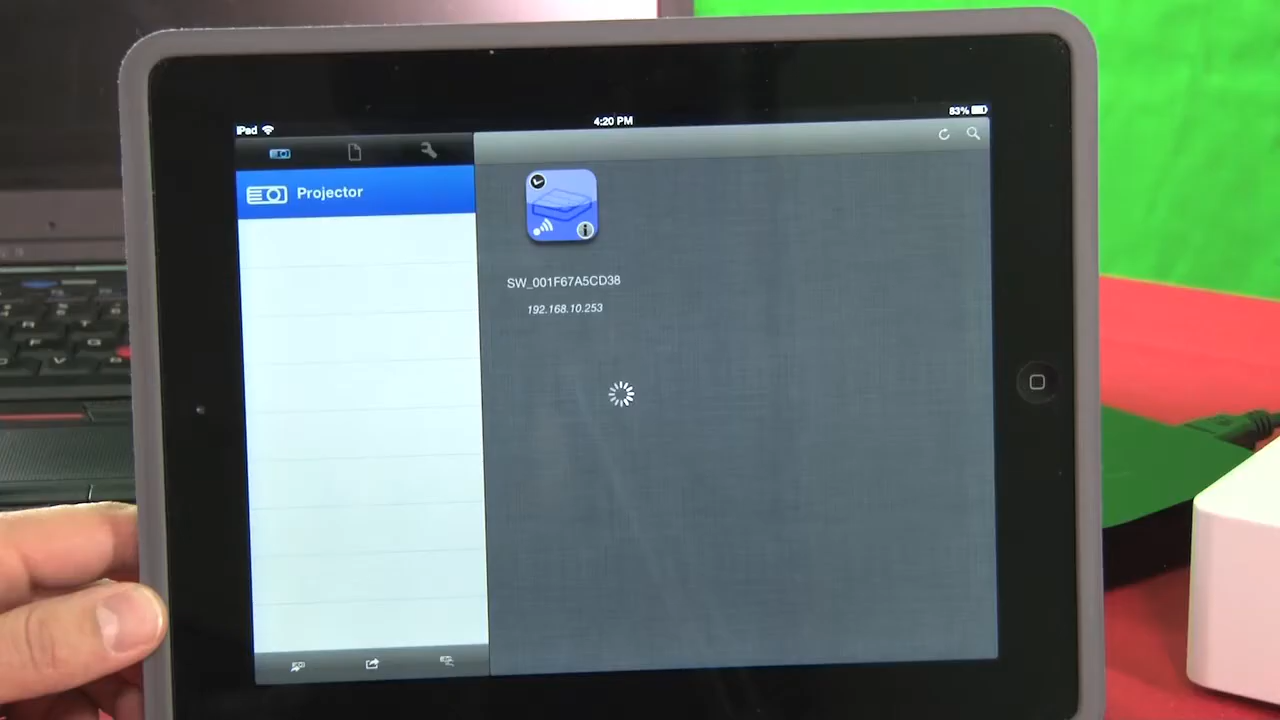 iPad
4:20 PM
83%
Projector
SW_001F67A5CD38
192.168.10.253
R
F
G
D
V
B